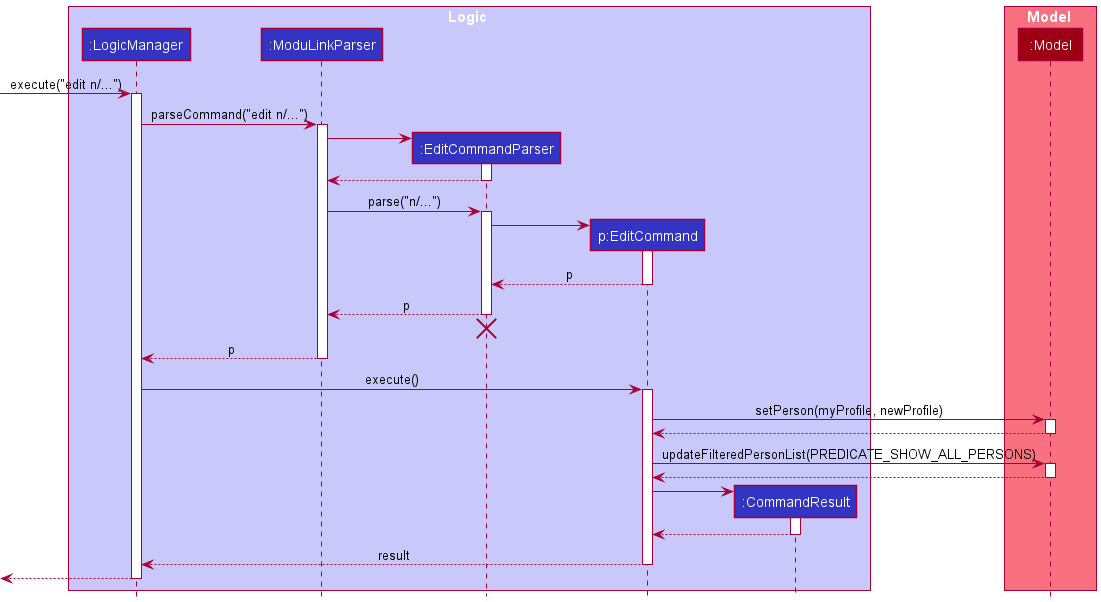 Logic
Model
:LogicManager
:ModuLinkParser
:Model
execute("edit n/...")
parseCommand("edit n/...")
:EditCommandParser
parse("n/...")
p:EditCommand
p
p
p
execute()
setPerson(myProfile, newProfile)
updateFilteredPersonList(PREDICATE_SHOW_ALL_PERSONS)
:CommandResult
result